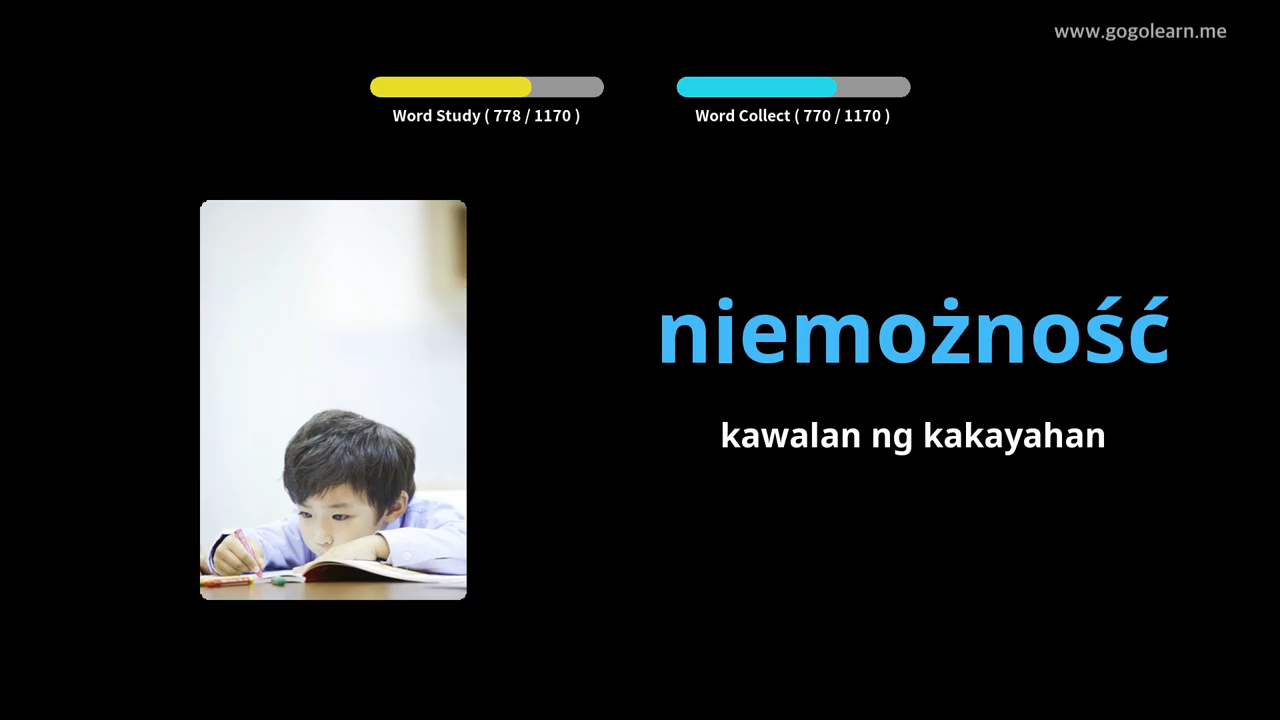 www.gogolearn.me
Word Study ( 778 / 1170 )
Word Collect ( 770 / 1170 )
niemożność
kawalan ng kakayahan